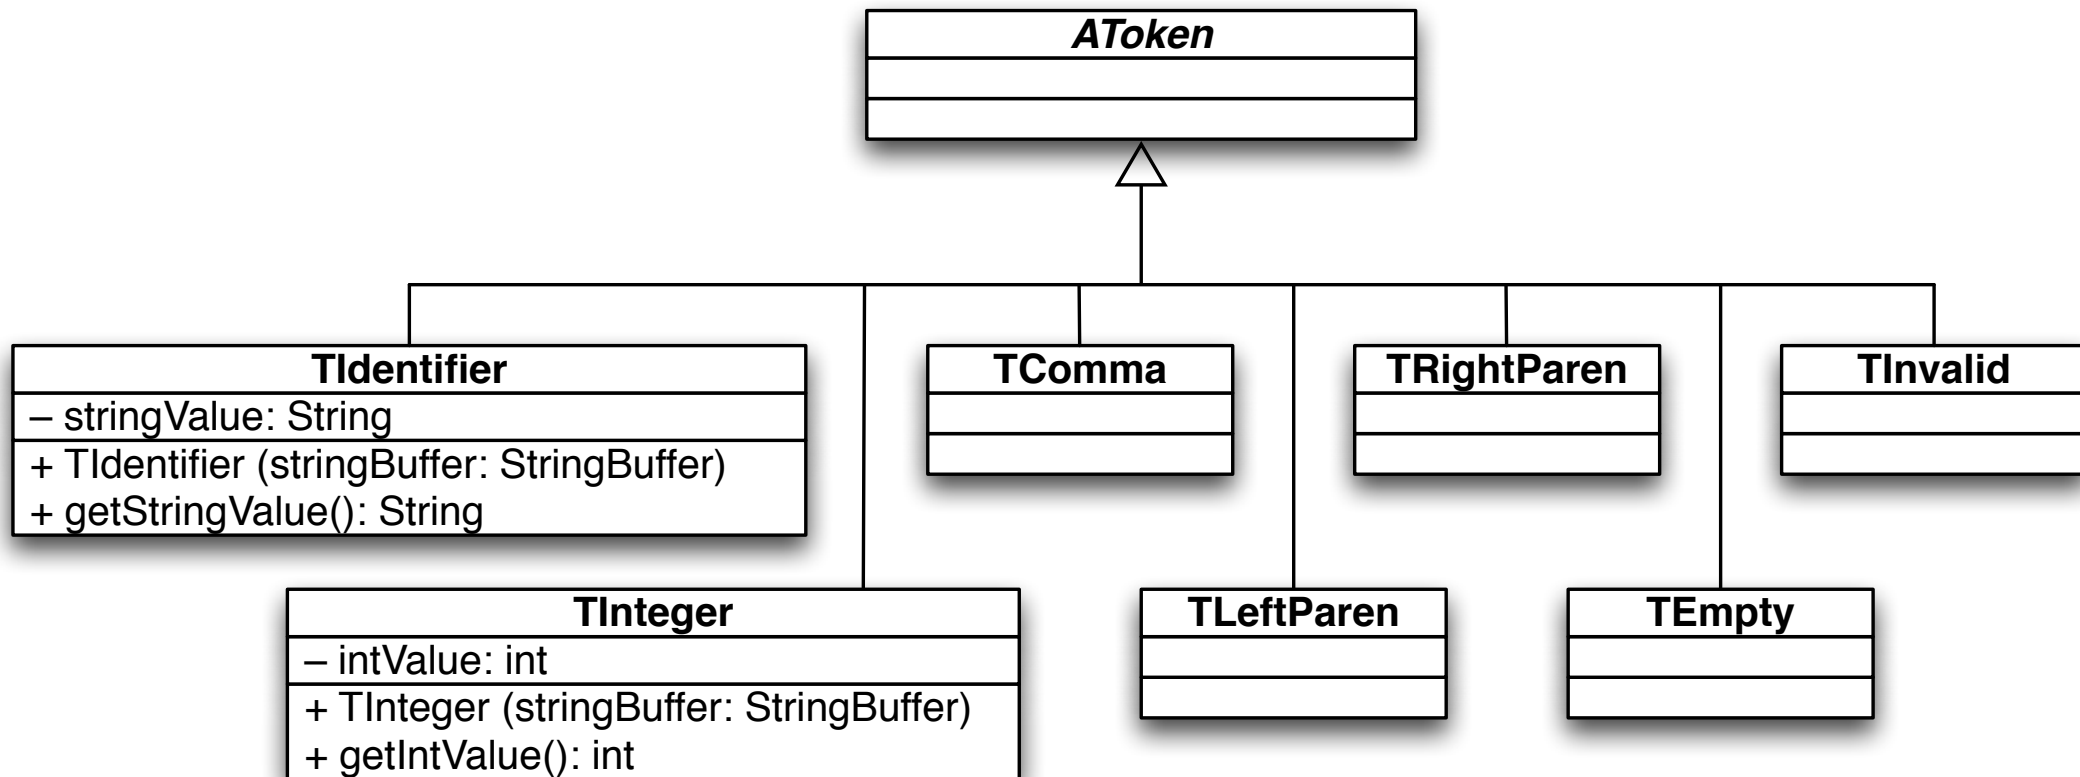 AToken
TIdentifier
– stringValue: String
+ TIdentifier (stringBuffer: StringBuffer)
+ getStringValue(): String
TComma
TRightParen
TInvalid
TInteger
– intValue: int
+ TInteger (stringBuffer: StringBuffer)
+ getIntValue(): int
TLeftParen
TEmpty